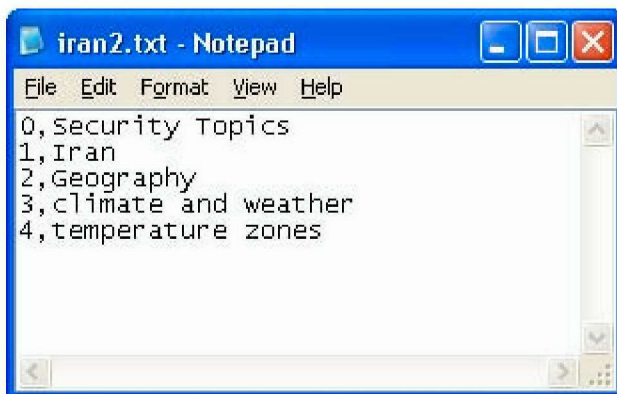 iran2.txt - Notepad
File Edit Format View Help
0,Security Topics
1,Iran
2,Geography
3,climate and weather
4,temperature zones